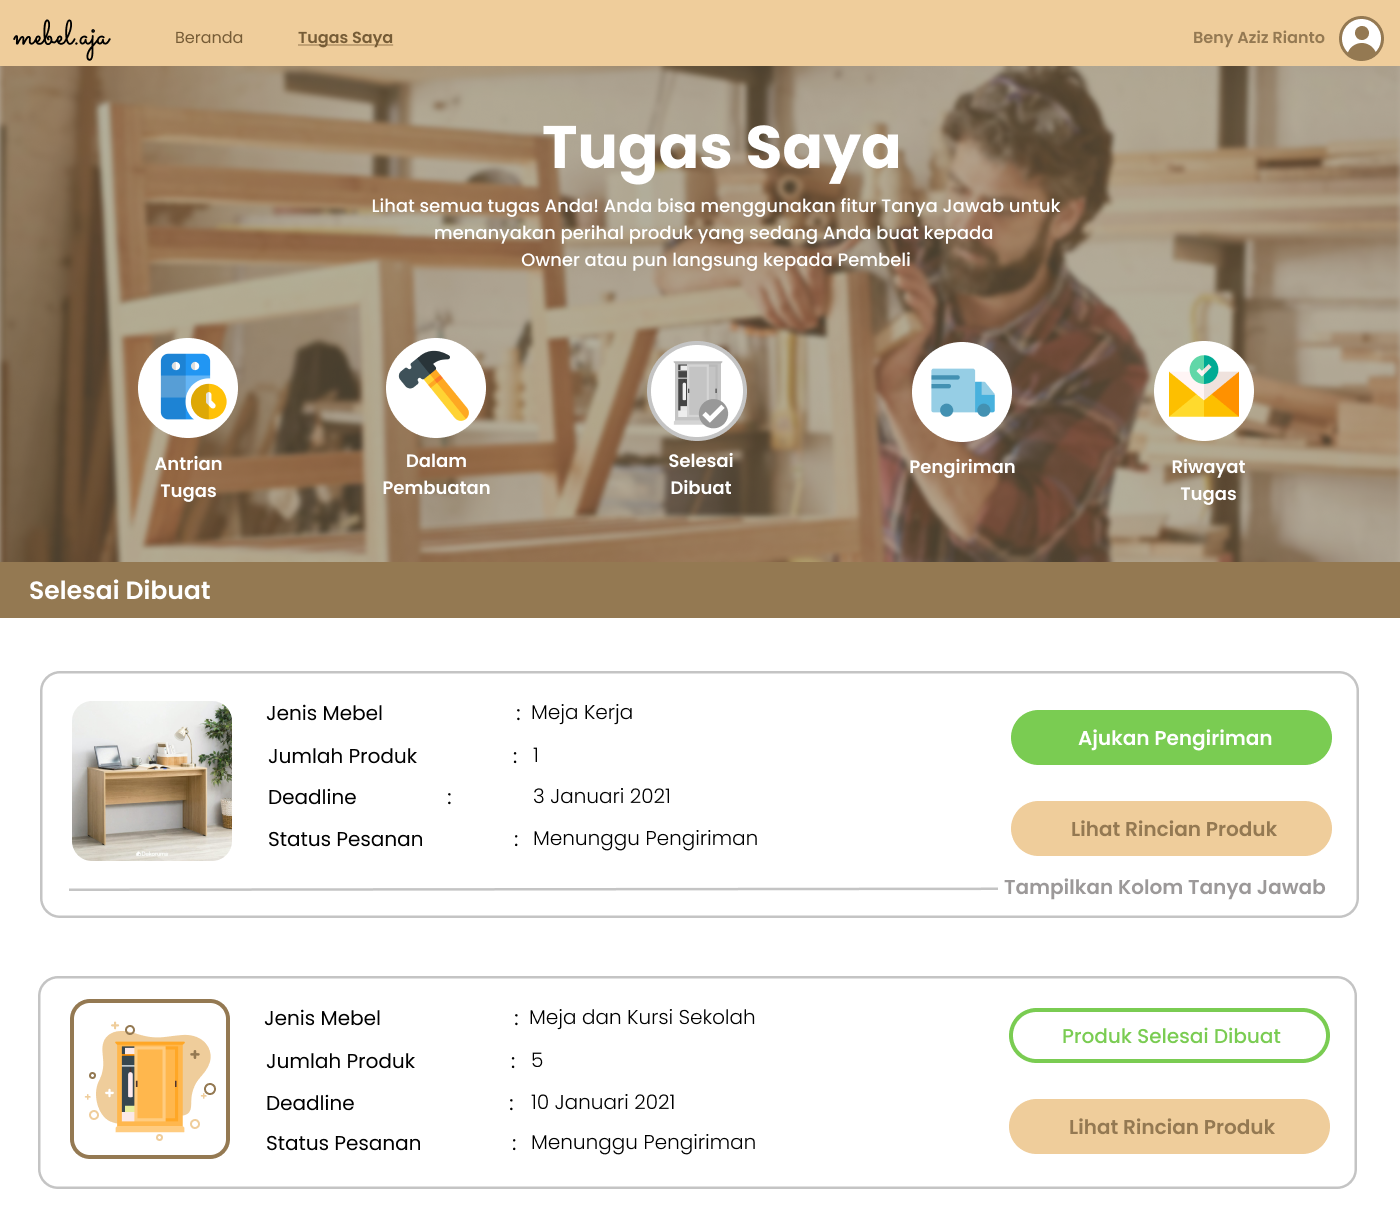 mebel.aja
Beranda
Tugas Saya
Beny Aziz Rianto
Tugas Saya
Lihat semua tugas Anda! Anda bisa menggunakan fitur Tanya Jawab untuk
menanyakan perihal produk yang sedang Anda buat kepada
Owner atau pun langsung kepada Pembeli
Antrian
Tugas
Dalam
Pembuatan
Selesai
Dibuat
Pengiriman
Riwayat
Tugas
Selesai Dibuat
Jenis Mebel : Meja Kerja
Jumlah Produk : 1
Deadline : 3 Januari 2021
Status Pesanan : Menunggu Pengiriman
Ajukan Pengiriman
Lihat Rincian Produk
Tampilkan Kolom Tanya Jawab
Jenis Mebel : Meja dan Kursi Sekolah
Jumlah Produk : 5
Deadline : 10 Januari 2021
Status Pesanan : Menunggu Pengiriman
Produk Selesai Dibuat
Lihat Rincian Produk